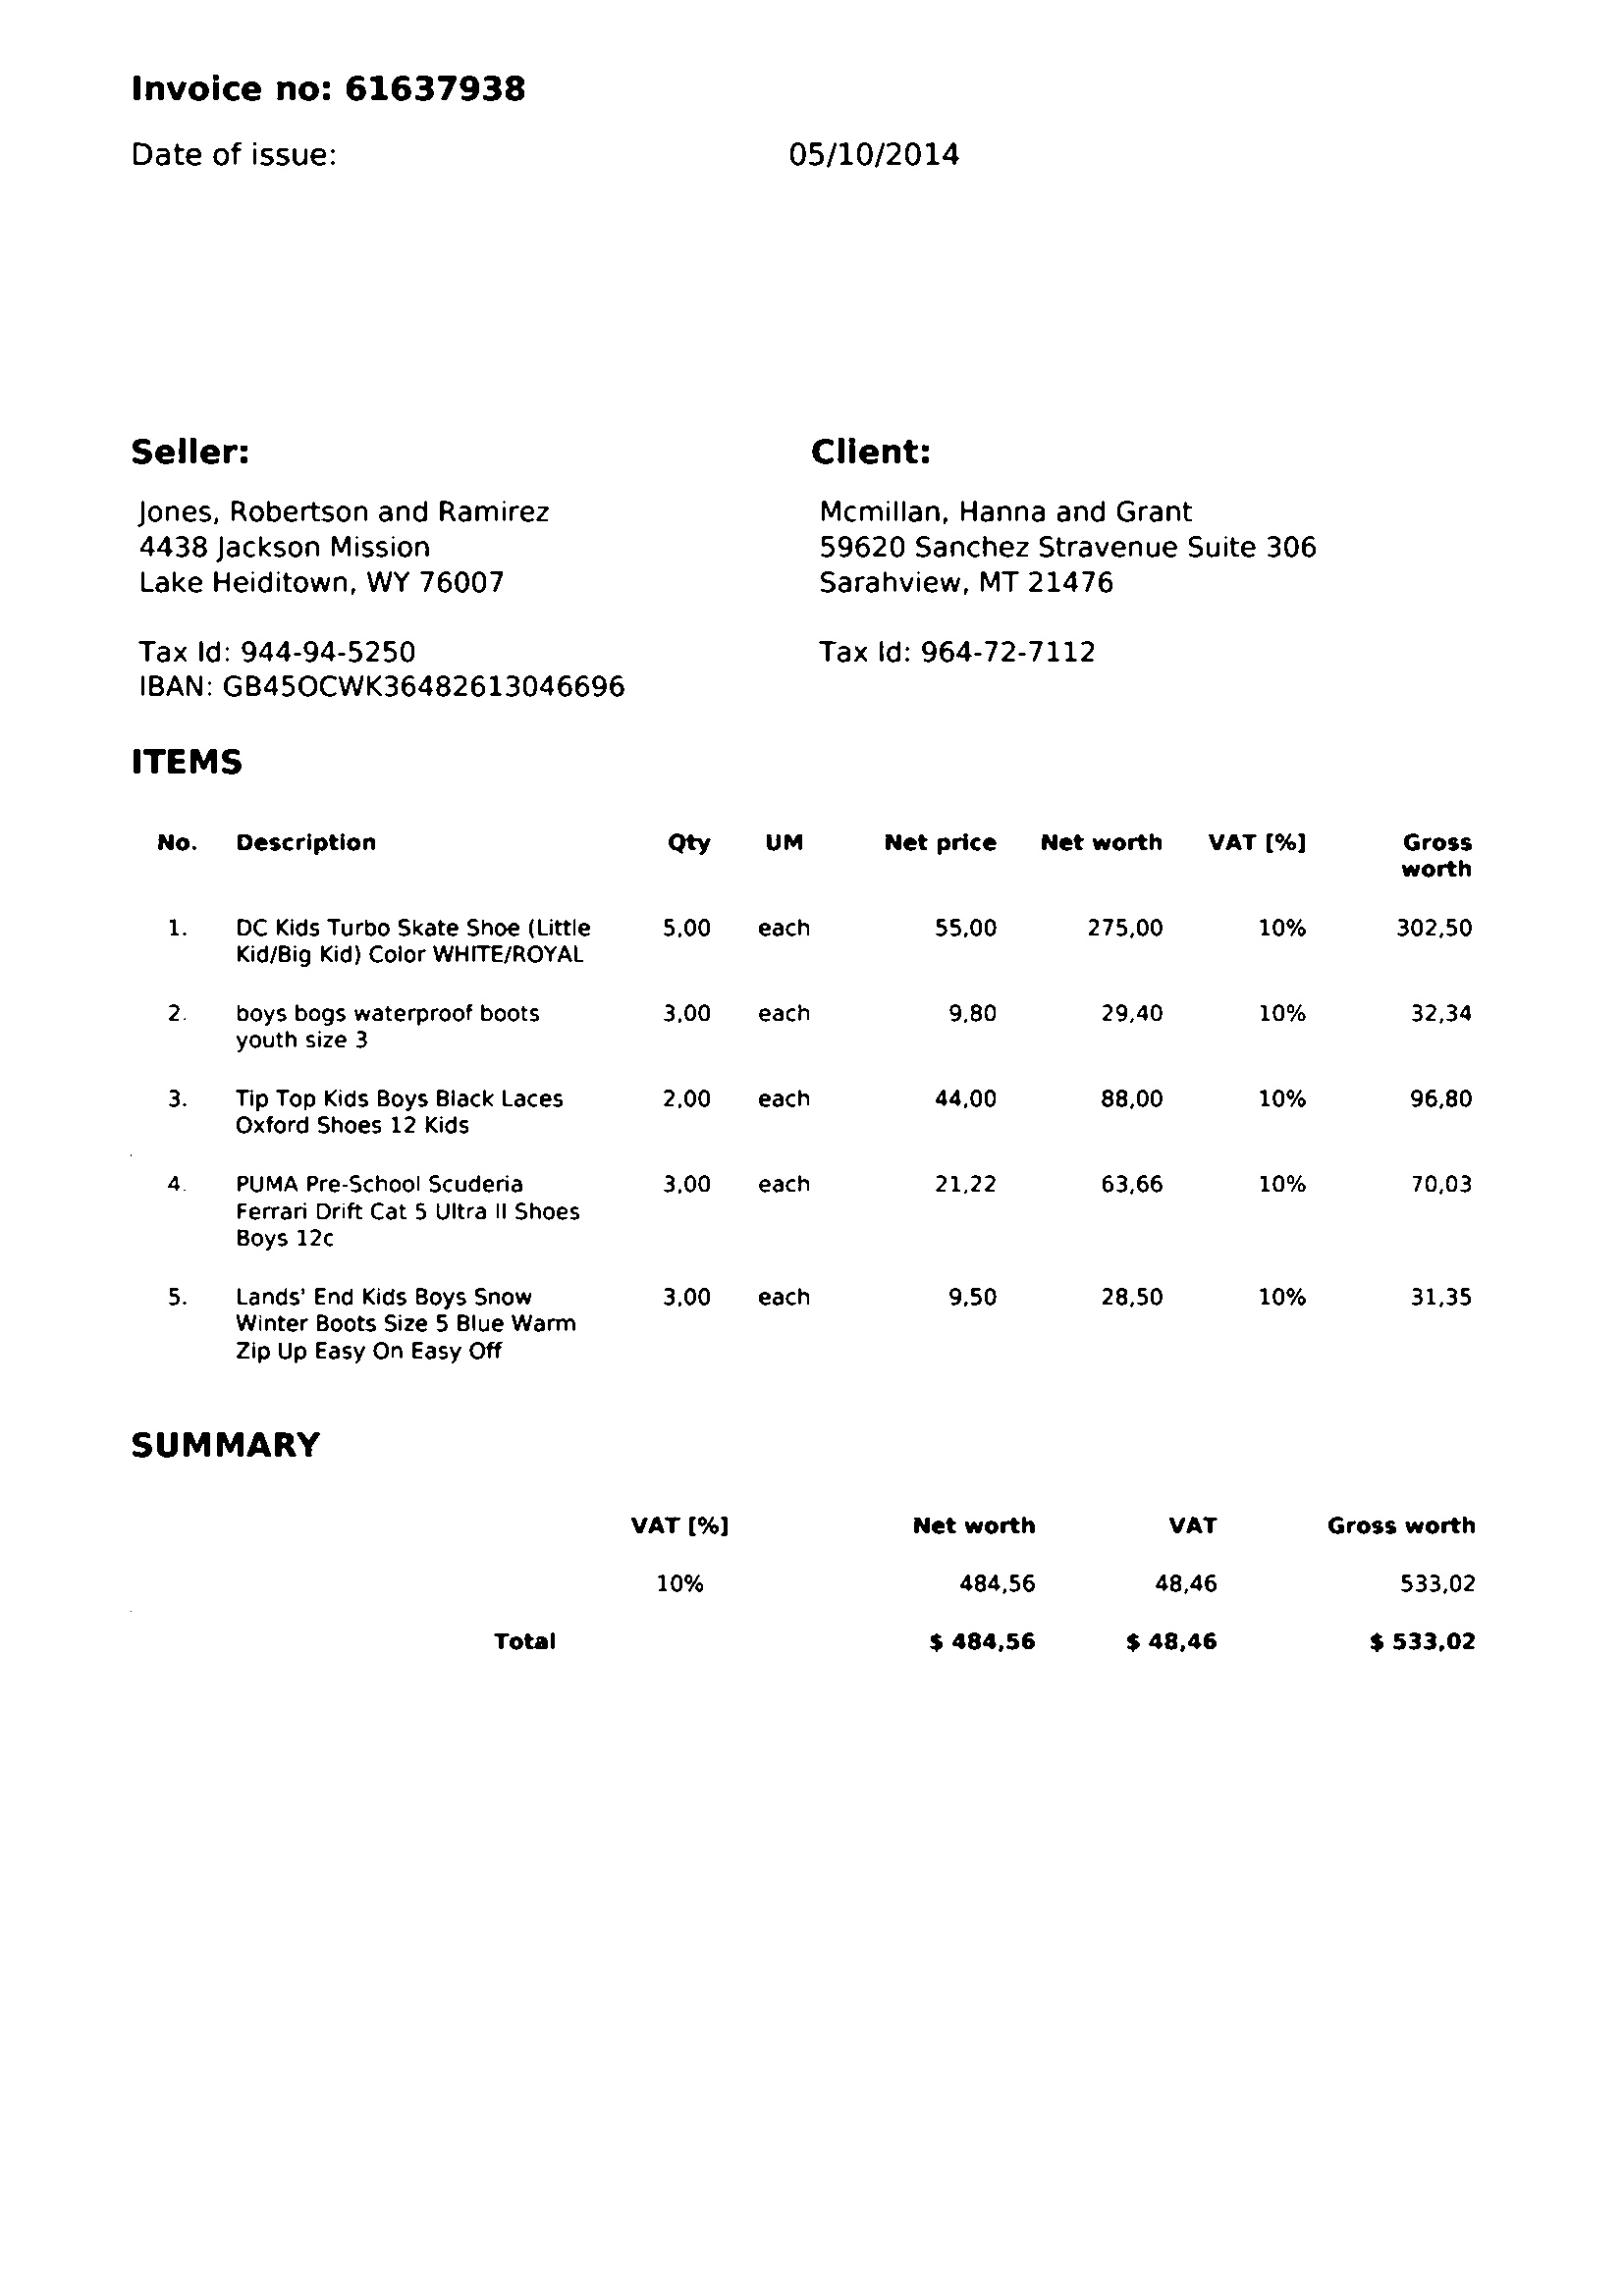 Invoice no: 61637938
Date of issue: 05/10/2014
Seller: Client:
Jones, Robertson and Ramirez
4438 Jackson Mission
Lake Heiditown, WY 76007
Tax Id: 944-94-5250
IBAN: GB45OCWK36482613046696
Mcmillan, Hanna and Grant
59620 Sanchez Stravenue Suite 306
Sarahview, MT 21476
Tax Id: 964-72-7112
ITEMS
No. Description Qty UM Net price Net worth VAT [%] Gross
worth
1. DC Kids Turbo Skate Shoe (Little 5,00 each 55,00 275,00 10% 302,50
Kid/Big Kid) Color WHITE/ROYAL
2. boys bogs waterproof boots 3,00 each 9,80 29,40 10% 32,34
youth size 3
3. Tip Top Kids Boys Black Laces 2,00 each 44,00 88,00 10% 96,80
Oxford Shoes 12 Kids
4. PUMA Pre-School Scuderia 3,00 each 21,22 63,66 10% 70,03
Ferrari Drift Cat 5 Ultra II Shoes
Boys 12c
5. Lands' End Kids Boys Snow 3,00 each 9,50 28,50 10% 31,35
Winter Boots Size 5 Blue Warm
Zip Up Easy On Easy Off
SUMMARY
VAT [%] Net worth VAT Gross worth
10% 484,56 48,46 533,02
Total $ 484,56 $ 48,46 $ 533,02